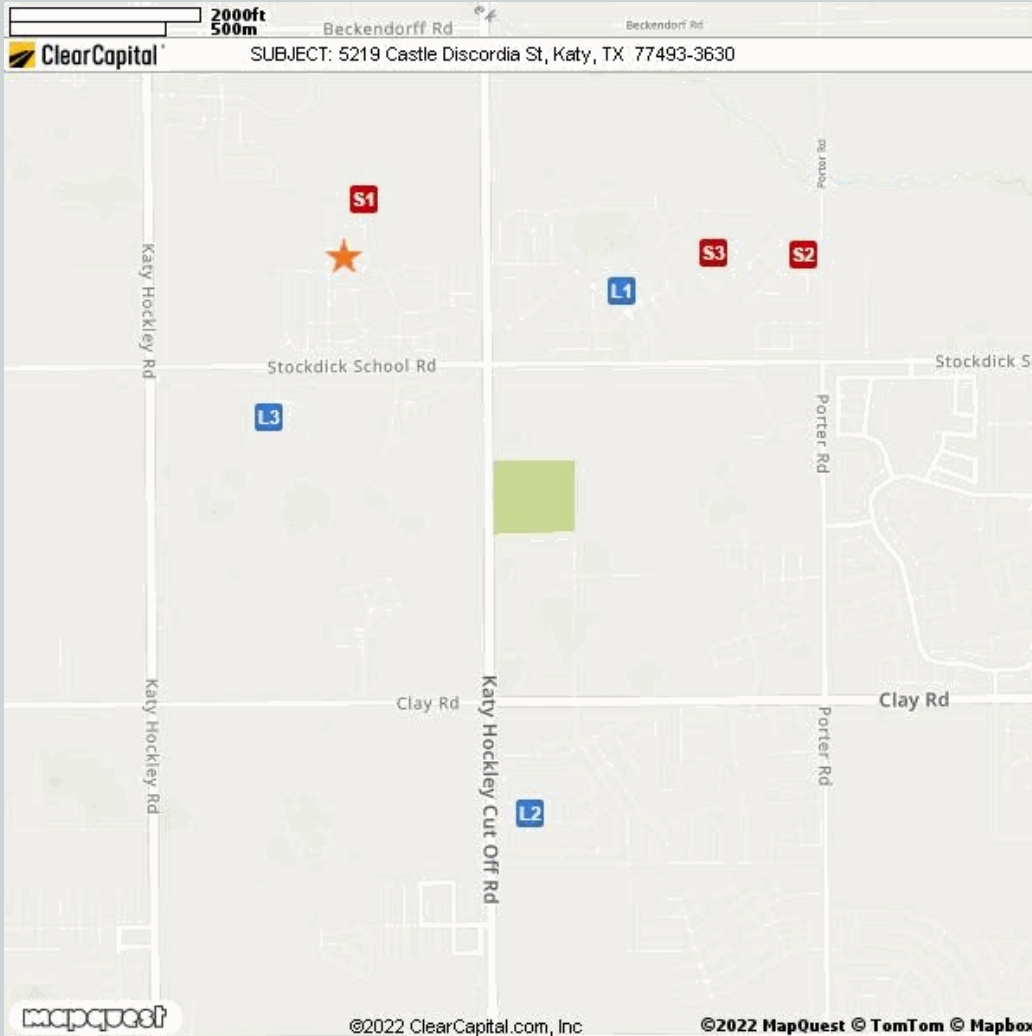 2000ft
500m
Beckendorff Rd
Beckendorf Rd
ClearCapital
SUBJECT: 5219 Castle Discordia St, Katy, TX 77493-3630
Porter Rd
S1
Katy Hockley Rd
S3
S2
L1
Stockdick School Rd
Stockdick S
L3
Porter Rd
Clay Rd
Clay Rd
Katy Hockley Rd
Katy Hockley Cut Off Rd
Porter Rd
L2
mapquest
©2022 ClearCapital.com, Inc
©2022 MapQuest © TomTom © Mapbox